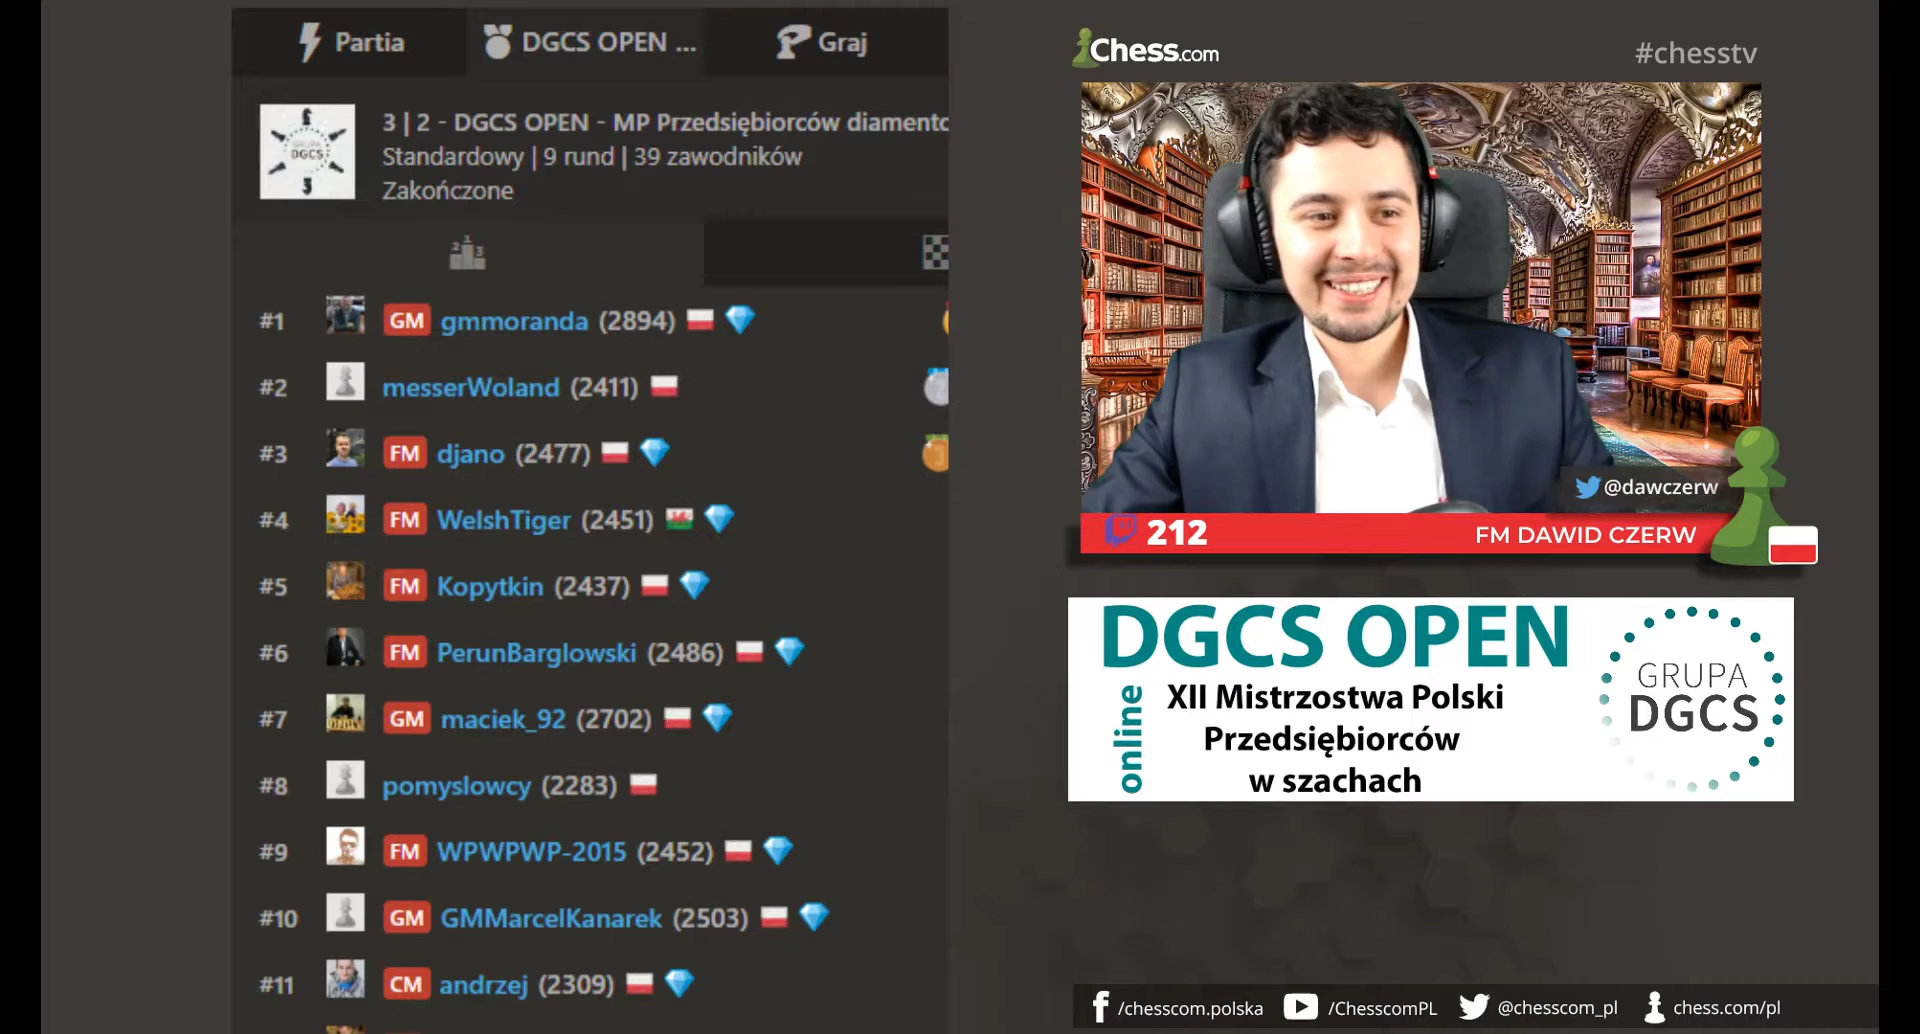 Partia
DGCS OPEN ...
Graj
3 | 2 - DGCS OPEN - MP Przedsiębiorców diamento
Standardowy | 9 rund | 39 zawodników
Zakończone
GRUPA
DGCS
#1 GM gmmoranda (2894)
#2 messerWoland (2411)
#3 FM djano (2477)
#4 FM WelshTiger (2451)
#5 FM Kopytkin (2437)
#6 FM PerunBarglowski (2486)
#7 GM maciek_92 (2702)
#8 pomyslowcy (2283)
#9 FM WPWPWP-2015 (2452)
#10 GM GMMarcelKanarek (2503)
#11 CM andrzej (2309)
Chess.com
#chesstv
@dawczerw
212
FM DAWID CZERW
DGCS OPEN
online
XII Mistrzostwa Polski
Przedsiębiorców
w szachach
GRUPA
DGCS
/chesscom.polska
/ChesscomPL
@chesscom_pl
chess.com/pl